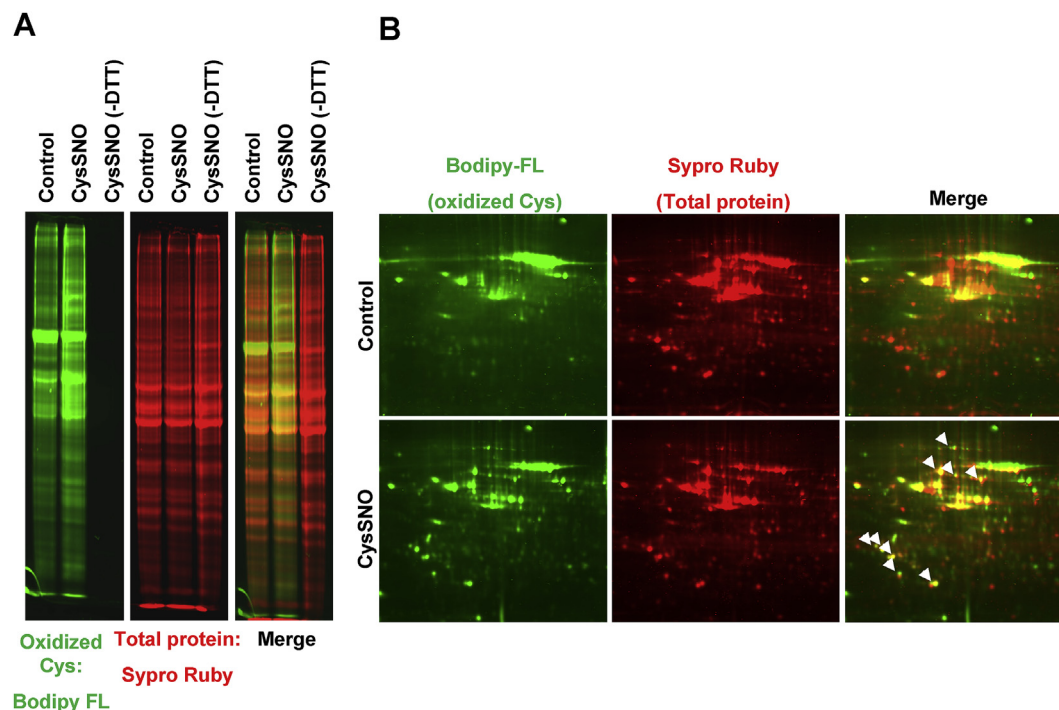 A
Control
CysSNO
CysSNO (-DTT)
Control
CysSNO
CysSNO (-DTT)
Control
CysSNO
CysSNO (-DTT)
Oxidized
Cys:
Bodipy FL
Total protein:
Sypro Ruby
Merge
B
Bodipy-FL
(oxidized Cys)
Sypro Ruby
(Total protein)
Merge
Control
CysSNO